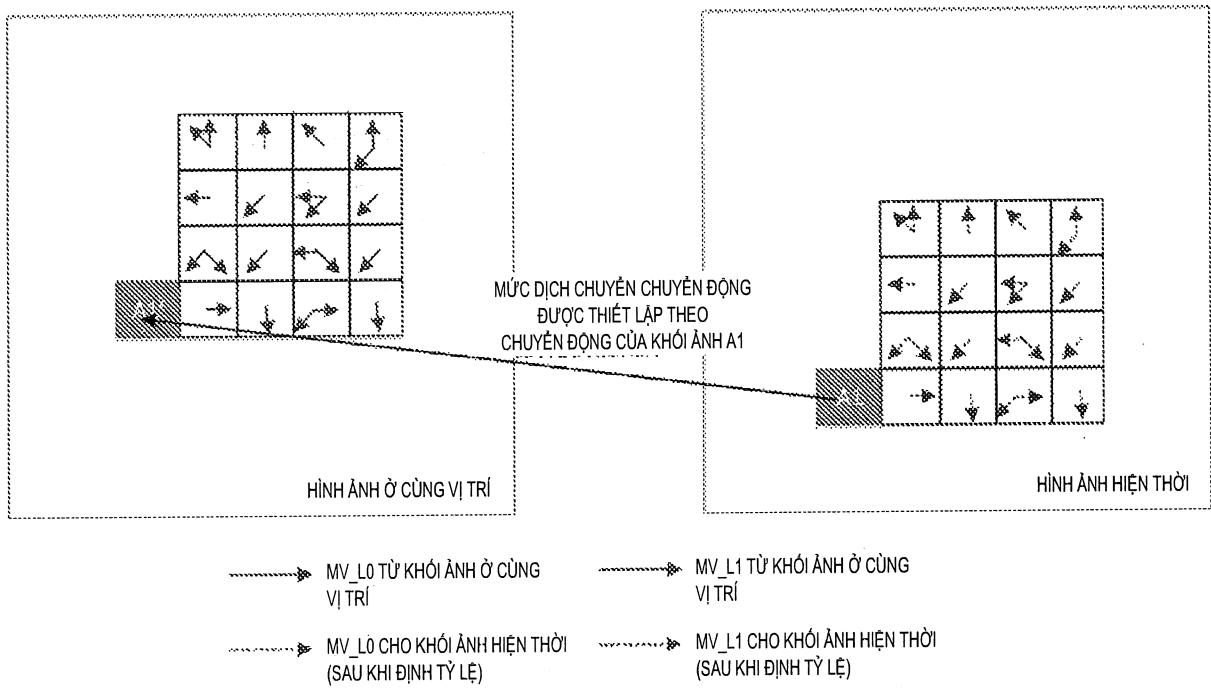 MỨC DỊCH CHUYỂN CHUYỂN ĐỘNG
ĐƯỢC THIẾT LẬP THEO
CHUYỂN ĐỘNG CỦA KHỐI ẢNH A1
A1
HÌNH ẢNH Ở CÙNG VỊ TRÍ
HÌNH ẢNH HIỆN THỜI
MV_L0 TỪ KHỐI ẢNH Ở CÙNG
VỊ TRÍ
MV_L1 TỪ KHỐI ẢNH Ở CÙNG
VỊ TRÍ
MV_L0 CHO KHỐI ẢNH HIỆN THỜI
(SAU KHI ĐỊNH TỶ LỆ)
MV_L1 CHO KHỐI ẢNH HIỆN THỜI
(SAU KHI ĐỊNH TỶ LỆ)